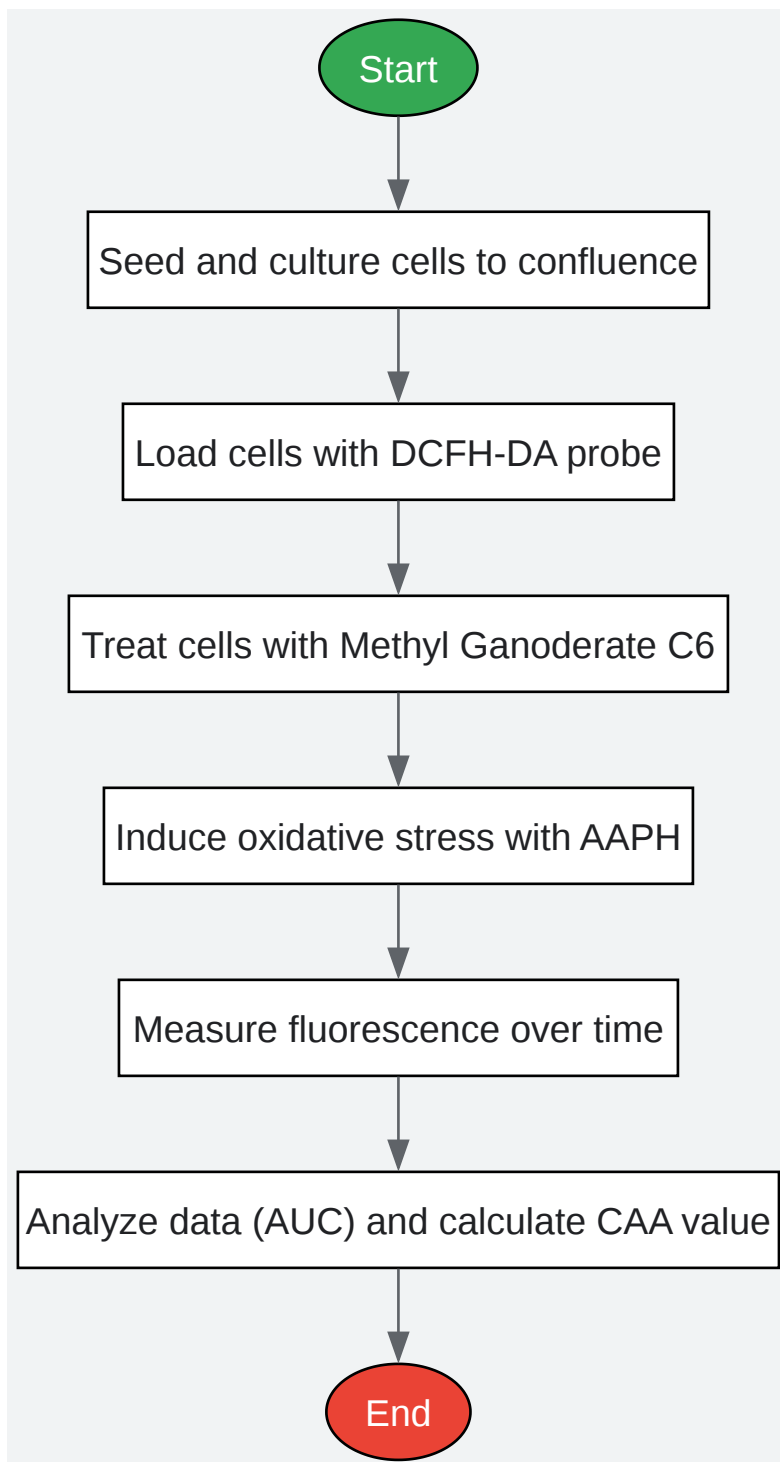 Start
Seed and culture cells to confluence
Load cells with DCFH-DA probe
Treat cells with Methyl Ganoderate C6
Induce oxidative stress with AAPH
Measure fluorescence over time
Analyze data (AUC) and calculate CAA value
End